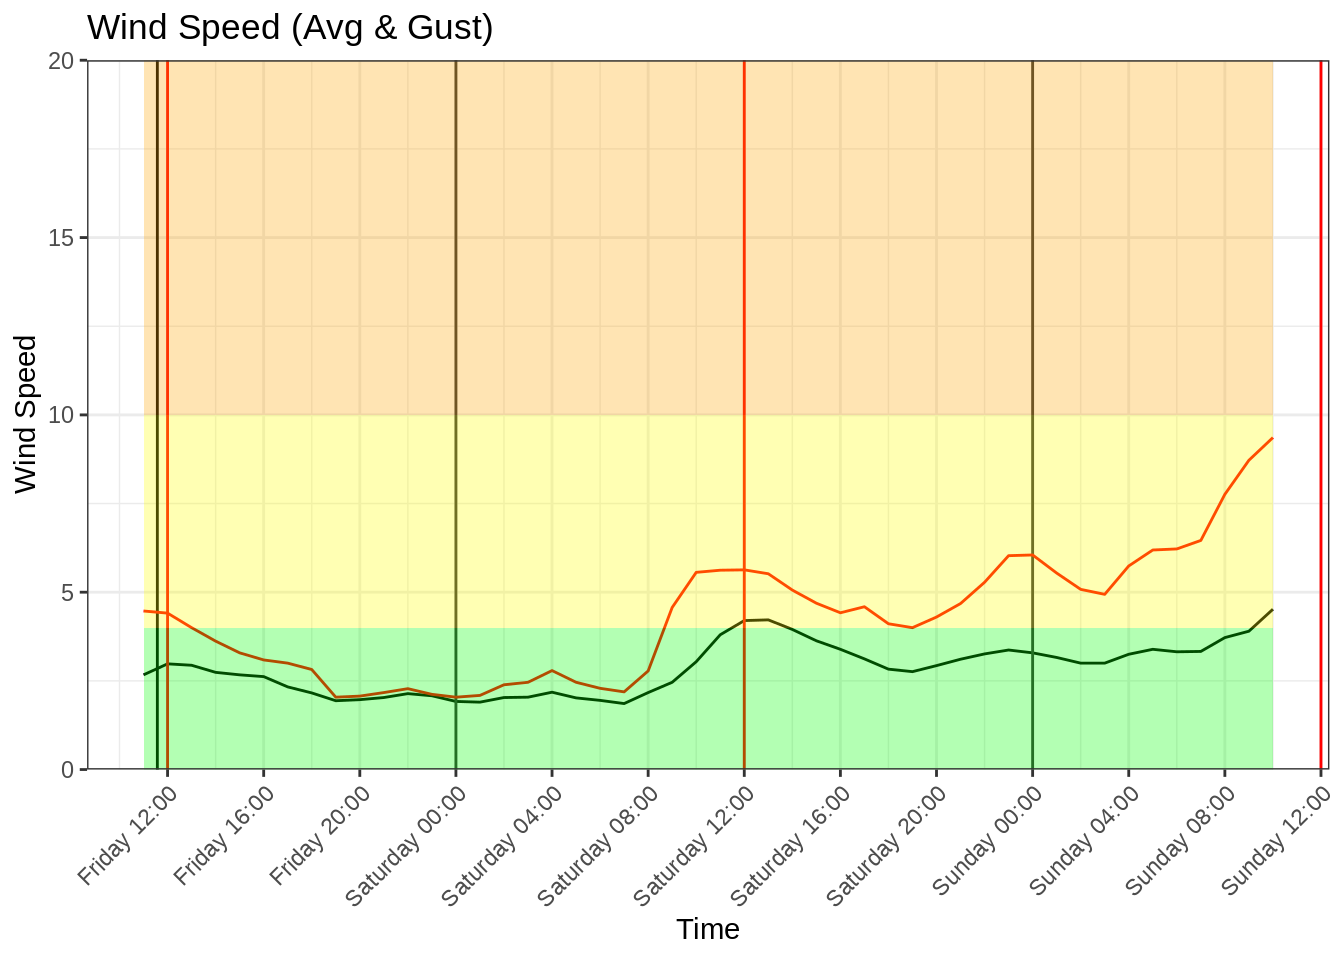 Wind Speed (Avg & Gust)
20
15
10
5
0
Wind Speed
Friday 12:00
Friday 16:00
Friday 20:00
Saturday 00:00
Saturday 04:00
Saturday 08:00
Saturday 12:00
Saturday 16:00
Saturday 20:00
Sunday 00:00
Sunday 04:00
Sunday 08:00
Sunday 12:00
Time